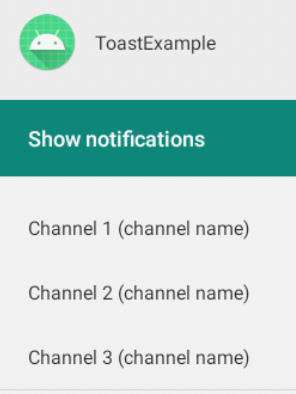 ToastExample
Show notifications
Channel 1 (channel name)
Channel 2 (channel name)
Channel 3 (channel name)